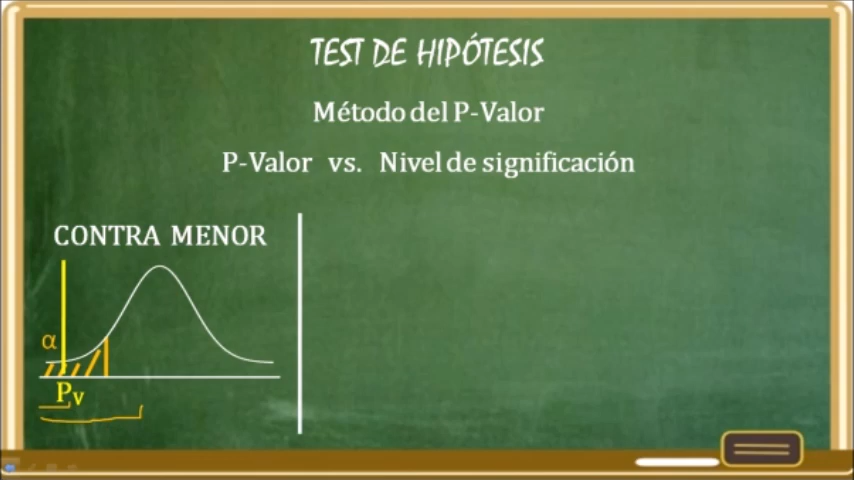 TEST DE HIPÓTESIS
Método del P-Valor
P-Valor vs. Nivel de significación
CONTRA MENOR
α
Pv